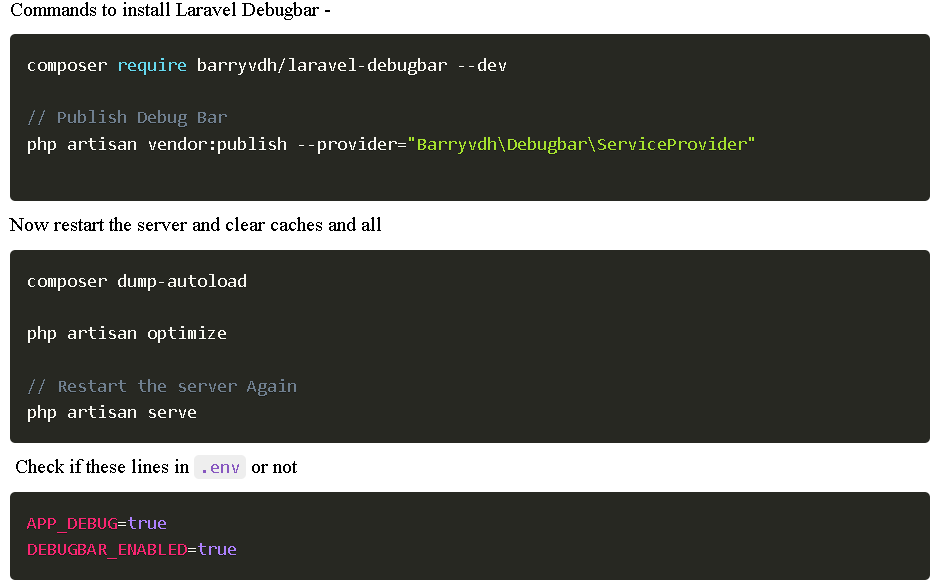 Commands to install Laravel Debugbar -
composer require barryvdh/laravel-debugbar --dev
// Publish Debug Bar
php artisan vendor:publish --provider="Barryvdh\Debugbar\ServiceProvider"
Now restart the server and clear caches and all
composer dump-autoload
php artisan optimize
// Restart the server Again
php artisan serve
Check if these lines in .env or not
APP_DEBUG=true
DEBUGBAR_ENABLED=true